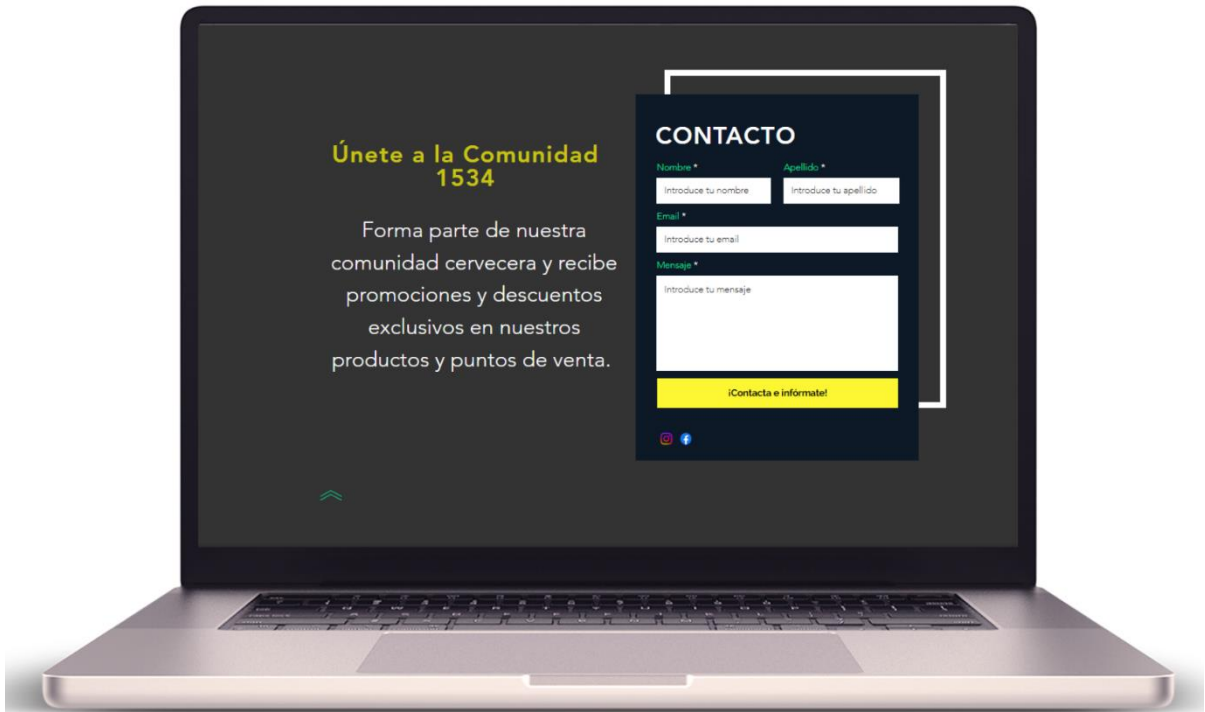 Únete a la Comunidad
1534
Forma parte de nuestra
comunidad cervecera y recibe
promociones y descuentos
exclusivos en nuestros
productos y puntos de venta.
CONTACTO
Nombre * Apellido *
Introduce tu nombre Introduce tu apellido
Email *
Introduce tu email
Mensaje *
Introduce tu mensaje
¡Contacta e infórmate!